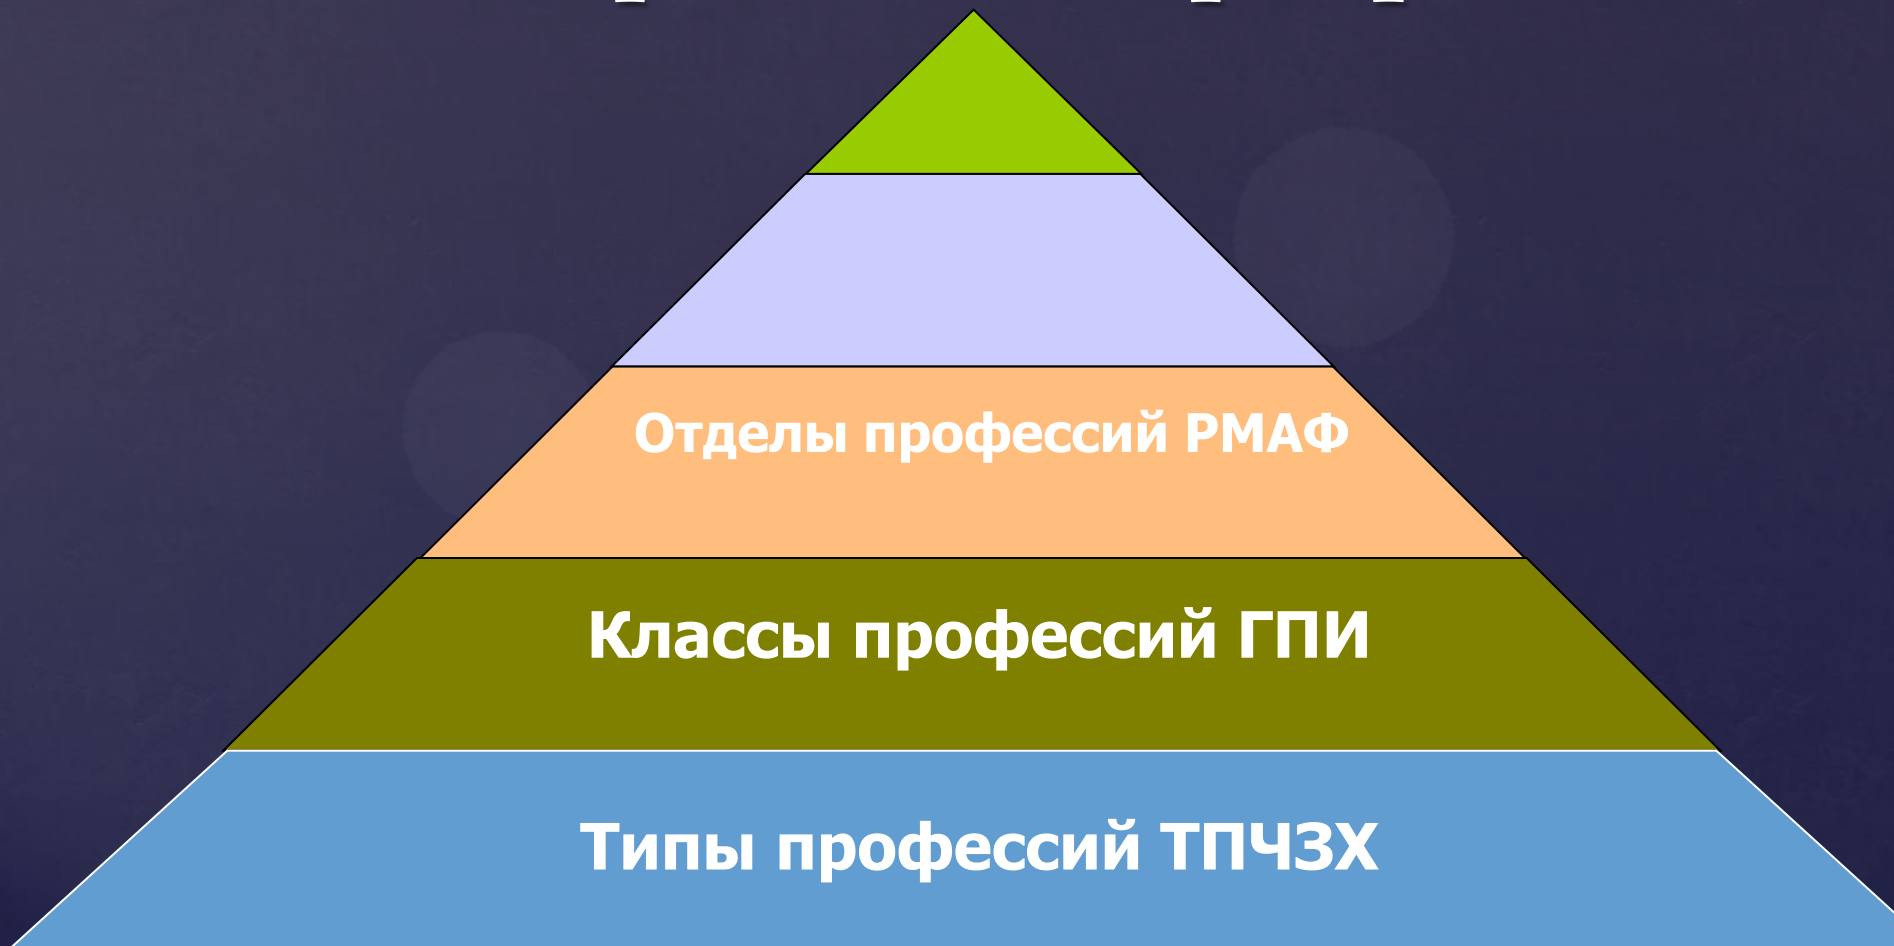 Отделы профессий РМАФ
Классы профессий ГПИ
Типы профессий ТПЧЗХ